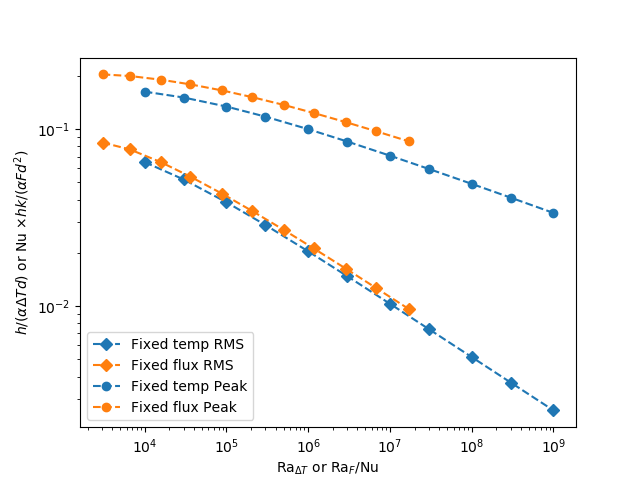 10⁻¹
10⁻²
h/(αΔTd) or Nu ×hk/(αFd²)
Fixed temp RMS
Fixed flux RMS
Fixed temp Peak
Fixed flux Peak
10⁴ 10⁵ 10⁶ 10⁷ 10⁸ 10⁹
Ra_ΔT or Ra_F/Nu